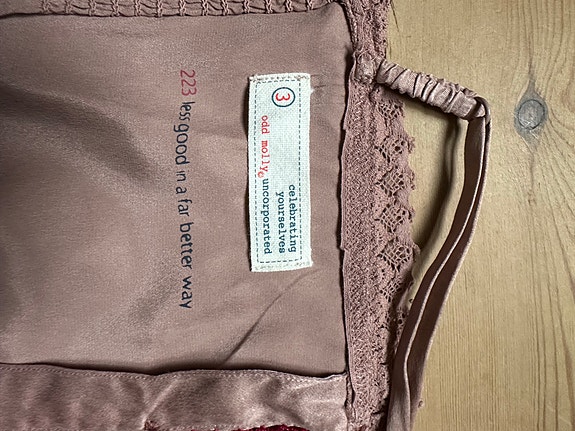 3
odd molly® uncorporated
celebrating
yourselves
223 less good in a far better way